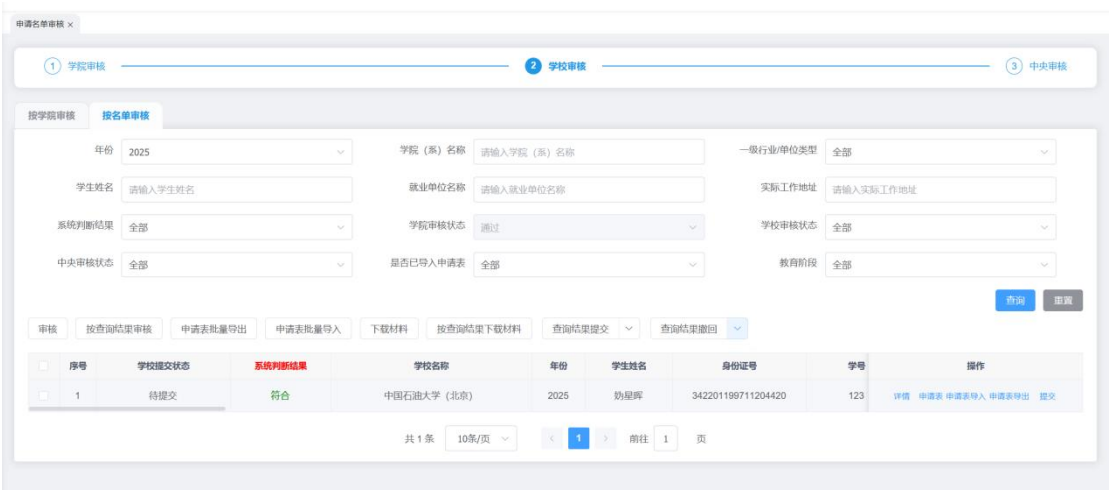 申请名单审核 ×
1 学院审核 2 学校审核 3 中央审核
按学院审核 按名单审核
年份 2025 学院（系）名称 请输入学院（系）名称 一级行业/单位类型 全部
学生姓名 请输入学生姓名 就业单位名称 请输入就业单位名称 实际工作地址 请输入实际工作地址
系统判断结果 全部 学院审核状态 通过 学校审核状态 全部
中央审核状态 全部 是否已导入申请表 全部 教育阶段 全部
查询 重置
审核 按查询结果审核 申请表批量导出 申请表批量导入 下载材料 按查询结果下载材料 查询结果提交 查询结果撤回
序号 学校提交状态 系统判断结果 学校名称 年份 学生姓名 身份证号 学号 操作
1 待提交 符合 中国石油大学（北京） 2025 妫星晖 342201199711204420 123 详情 申请表 申请表导入 申请表导出 提交
共 1 条 10条/页 < 1 > 前往 1 页